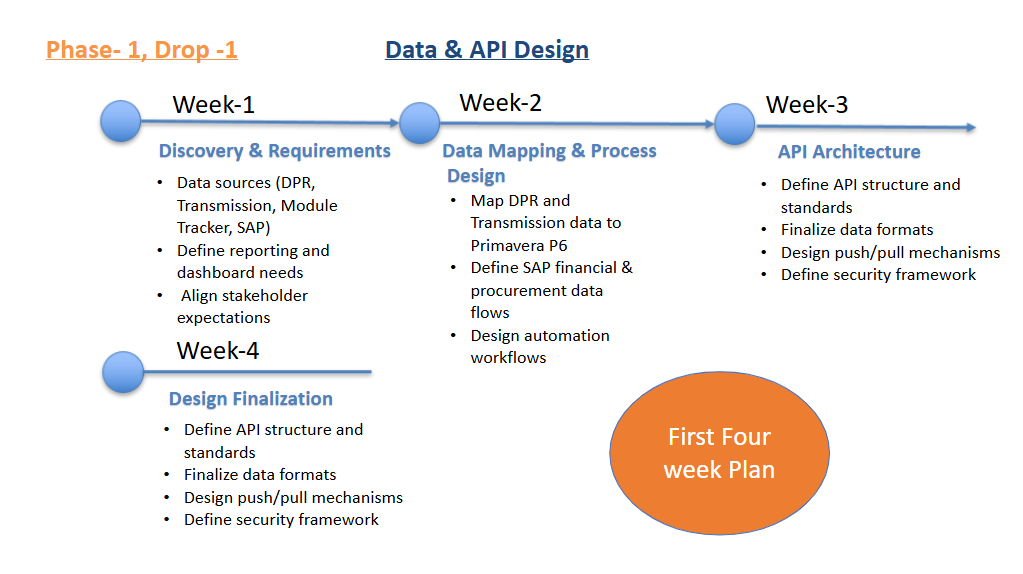 Phase- 1, Drop -1
Data & API Design
Week-1
Discovery & Requirements
• Data sources (DPR,
Transmission, Module
Tracker, SAP)
• Define reporting and
dashboard needs
• Align stakeholder
expectations
Week-2
Data Mapping & Process
Design
• Map DPR and
Transmission data to
Primavera P6
• Define SAP financial &
procurement data
flows
• Design automation
workflows
Week-3
API Architecture
• Define API structure and
standards
• Finalize data formats
• Design push/pull mechanisms
• Define security framework
Week-4
Design Finalization
• Define API structure and
standards
• Finalize data formats
• Design push/pull mechanisms
• Define security framework
First Four
week Plan